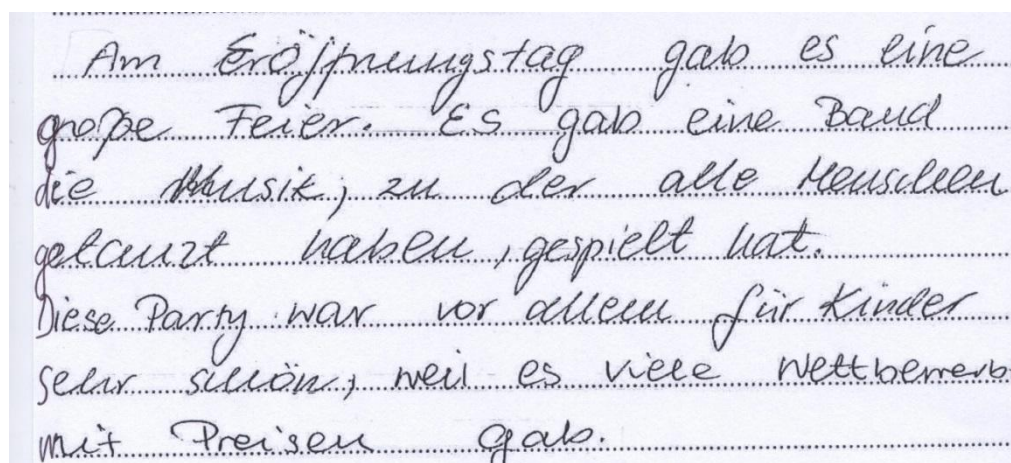 Am Eröffnungstag gab es eine
große Feier. Es gab eine Band
die Musik, zu der alle Menschen
getanzt haben, gespielt hat.
Diese Party war vor allem für Kinder
sehr schön, weil es viele Wettbewerb
mit Preisen gab.